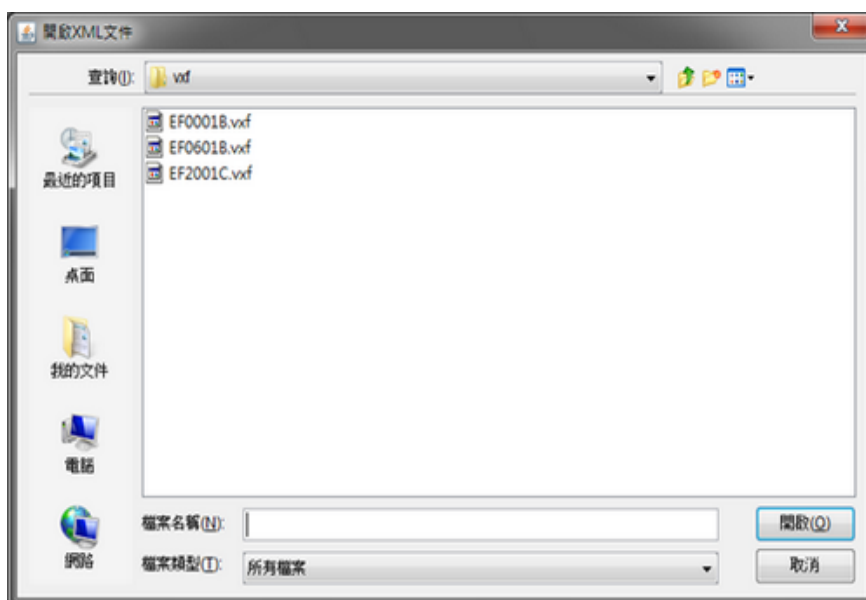 開啟XML文件
查詢(I):
vxf
EF0001B.vxf
EF0601B.vxf
EF2001C.vxf
最近的項目
桌面
我的文件
電腦
網路
檔案名稱(N):
開啟(O)
檔案類型(T):
所有檔案
取消